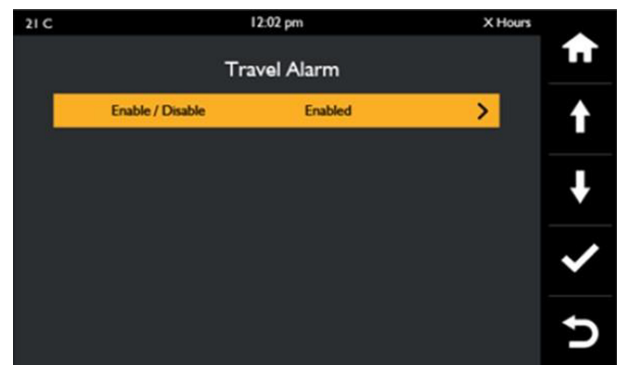 21 C 12:02 pm X Hours
Travel Alarm
Enable / Disable Enabled